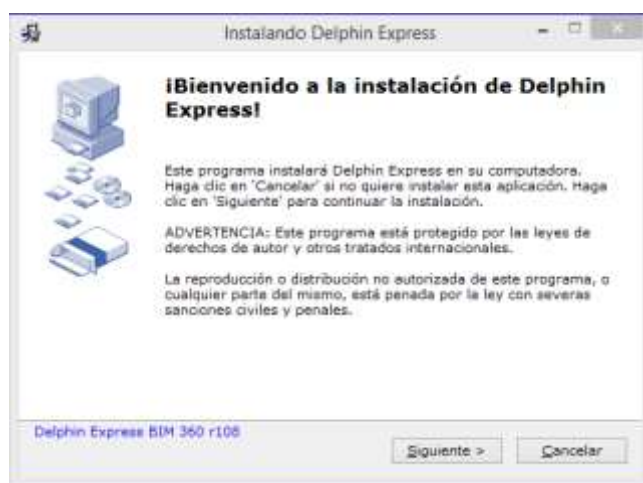 Instalando Delphin Express
¡Bienvenido a la instalación de Delphin
Express!
Este programa instalará Delphin Express en su computadora.
Haga clic en 'Cancelar' si no quiere instalar esta aplicación. Haga
clic en 'Siguiente' para continuar la instalación.
ADVERTENCIA: Este programa está protegido por las leyes de
derechos de autor y otros tratados internacionales.
La reproducción o distribución no autorizada de este programa, o
cualquier parte del mismo, está penada por la ley con severas
sanciones civiles y penales.
Delphin Express BIM 360 r108
Siguiente > Cancelar